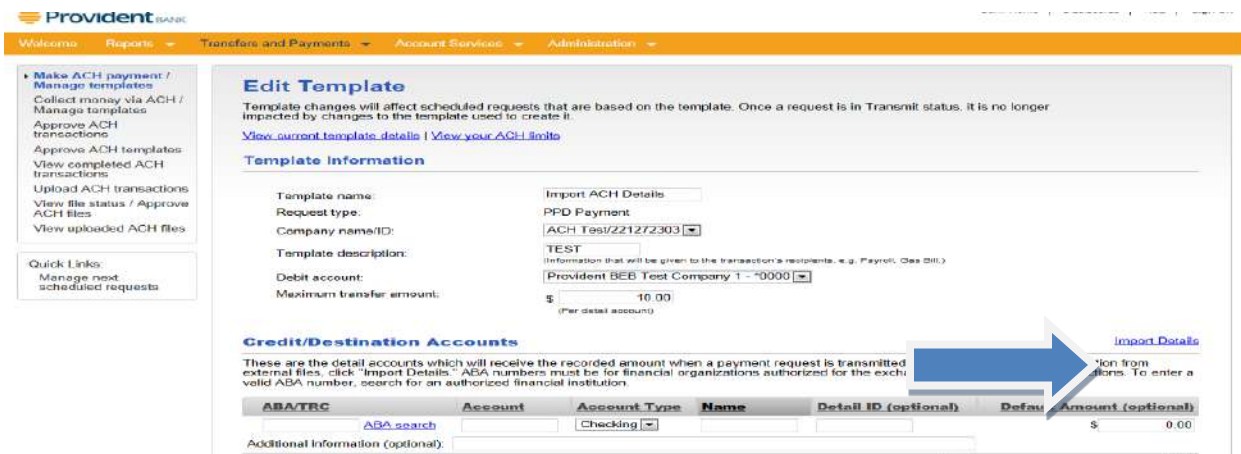 Provident BANK
Welcome Reports Transfers and Payments Account Services Administration
Make ACH payment /
Manage templates
Collect money via ACH /
Manage templates
Approve ACH
transactions
Approve ACH templates
View completed ACH
transactions
Upload ACH transactions
View file status / Approve
ACH files
View uploaded ACH files
Quick Links:
Manage next
scheduled requests
Edit Template
Template changes will affect scheduled requests that are based on the template. Once a request is in Transmit status, it is no longer
impacted by changes to the template used to create it.
View current template details | View your ACH limits
Template Information
Template name: Import ACH Details
Request type: PPD Payment
Company name/ID: ACH Test/221272303
Template description: TEST
(Information that will be given to the transaction's recipients, e.g. Payroll, Gas Bill.)
Debit account: Provident BEB Test Company 1 - *0000
Maximum transfer amount: $ 10.00
(Per detail account)
Credit/Destination Accounts Import Details
These are the detail accounts which will receive the recorded amount when a payment request is transmitted tion from
external files, click "Import Details." ABA numbers must be for financial organizations authorized for the excha tions. To enter a
valid ABA number, search for an authorized financial institution.
ABA/TRC Account Account Type Name Detail ID (optional) Defau Amount (optional)
ABA search Checking $ 0.00
Additional information (optional):